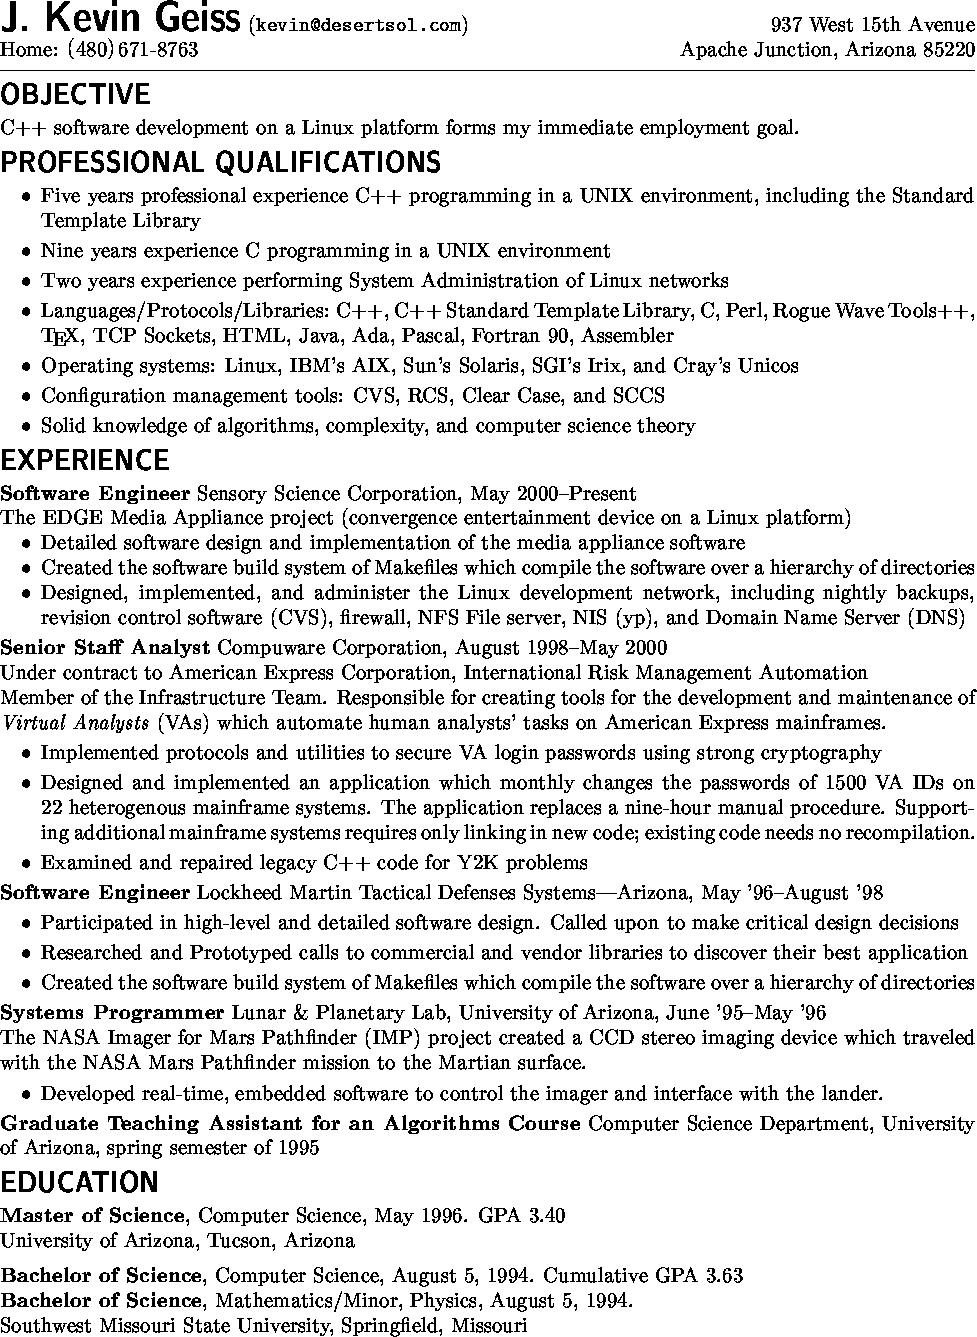 J. Kevin Geiss (kevin@desertsol.com) 937 West 15th Avenue
Home: (480) 671-8763 Apache Junction, Arizona 85220
OBJECTIVE
C++ software development on a Linux platform forms my immediate employment goal.
PROFESSIONAL QUALIFICATIONS
• Five years professional experience C++ programming in a UNIX environment, including the Standard
Template Library
• Nine years experience C programming in a UNIX environment
• Two years experience performing System Administration of Linux networks
• Languages/Protocols/Libraries: C++, C++ Standard Template Library, C, Perl, Rogue Wave Tools++,
TEX, TCP Sockets, HTML, Java, Ada, Pascal, Fortran 90, Assembler
• Operating systems: Linux, IBM's AIX, Sun's Solaris, SGI's Irix, and Cray's Unicos
• Configuration management tools: CVS, RCS, Clear Case, and SCCS
• Solid knowledge of algorithms, complexity, and computer science theory
EXPERIENCE
Software Engineer Sensory Science Corporation, May 2000–Present
The EDGE Media Appliance project (convergence entertainment device on a Linux platform)
• Detailed software design and implementation of the media appliance software
• Created the software build system of Makefiles which compile the software over a hierarchy of directories
• Designed, implemented, and administer the Linux development network, including nightly backups,
revision control software (CVS), firewall, NFS File server, NIS (yp), and Domain Name Server (DNS)
Senior Staff Analyst Compuware Corporation, August 1998–May 2000
Under contract to American Express Corporation, International Risk Management Automation
Member of the Infrastructure Team. Responsible for creating tools for the development and maintenance of
Virtual Analysts (VAs) which automate human analysts' tasks on American Express mainframes.
• Implemented protocols and utilities to secure VA login passwords using strong cryptography
• Designed and implemented an application which monthly changes the passwords of 1500 VA IDs on
22 heterogenous mainframe systems. The application replaces a nine-hour manual procedure. Support-
ing additional mainframe systems requires only linking in new code; existing code needs no recompilation.
• Examined and repaired legacy C++ code for Y2K problems
Software Engineer Lockheed Martin Tactical Defenses Systems—Arizona, May '96–August '98
• Participated in high-level and detailed software design. Called upon to make critical design decisions
• Researched and Prototyped calls to commercial and vendor libraries to discover their best application
• Created the software build system of Makefiles which compile the software over a hierarchy of directories
Systems Programmer Lunar & Planetary Lab, University of Arizona, June '95–May '96
The NASA Imager for Mars Pathfinder (IMP) project created a CCD stereo imaging device which traveled
with the NASA Mars Pathfinder mission to the Martian surface.
• Developed real-time, embedded software to control the imager and interface with the lander.
Graduate Teaching Assistant for an Algorithms Course Computer Science Department, University
of Arizona, spring semester of 1995
EDUCATION
Master of Science, Computer Science, May 1996. GPA 3.40
University of Arizona, Tucson, Arizona
Bachelor of Science, Computer Science, August 5, 1994. Cumulative GPA 3.63
Bachelor of Science, Mathematics/Minor, Physics, August 5, 1994.
Southwest Missouri State University, Springfield, Missouri